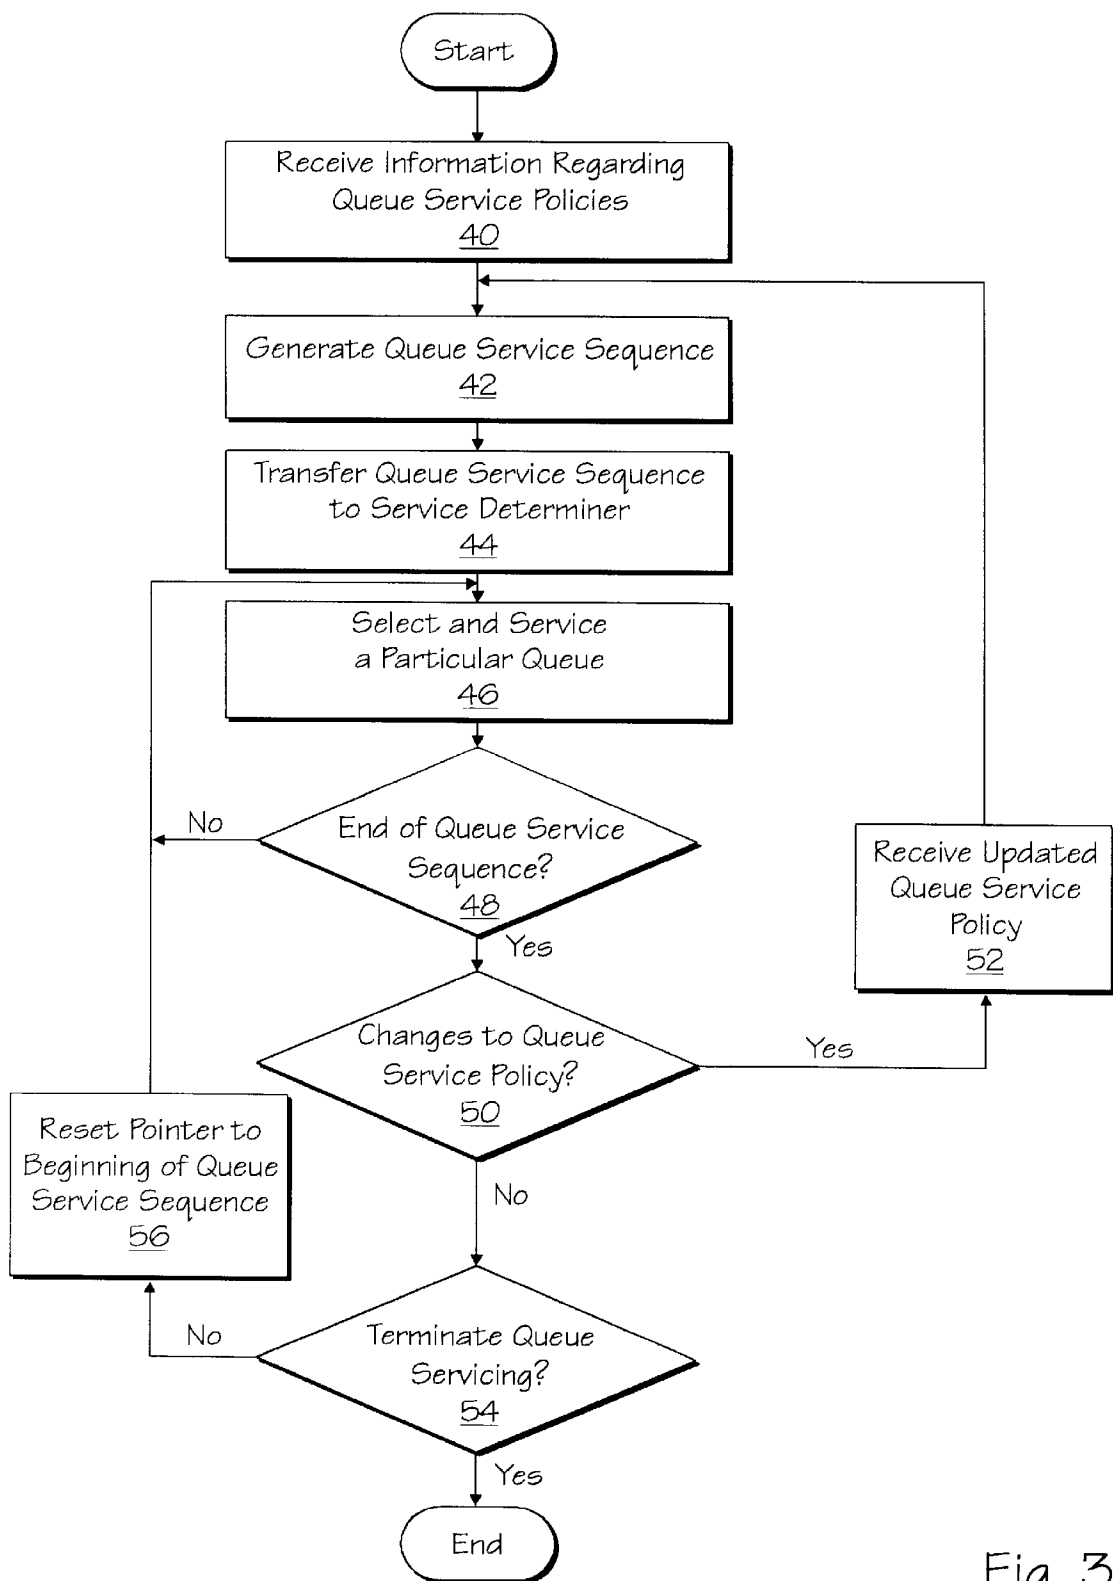 Start
Receive Information Regarding
Queue Service Policies
40
Generate Queue Service Sequence
42
Transfer Queue Service Sequence
to Service Determiner
44
Select and Service
a Particular Queue
46
No
End of Queue Service
Sequence?
48
Yes
Receive Updated
Queue Service
Policy
52
Changes to Queue
Service Policy?
50
Yes
Reset Pointer to
Beginning of Queue
Service Sequence
56
No
No
Terminate Queue
Servicing?
54
Yes
End
Fig. 3